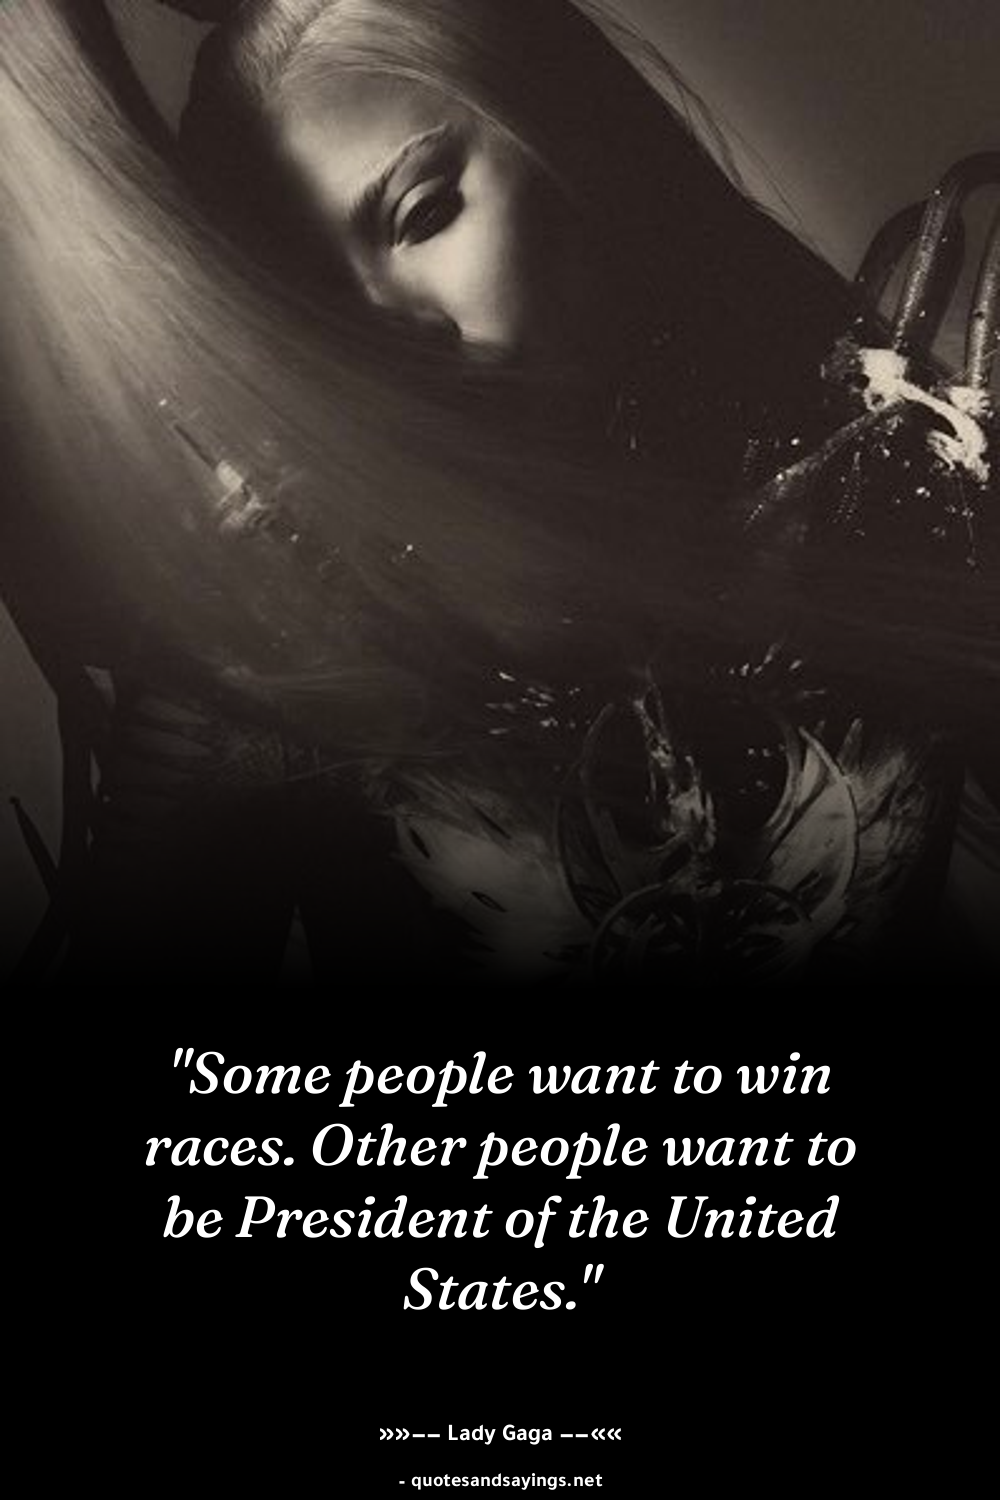 "Some people want to win
races. Other people want to
be President of the United
States."
»»–– Lady Gaga ––««
- quotesandsayings.net